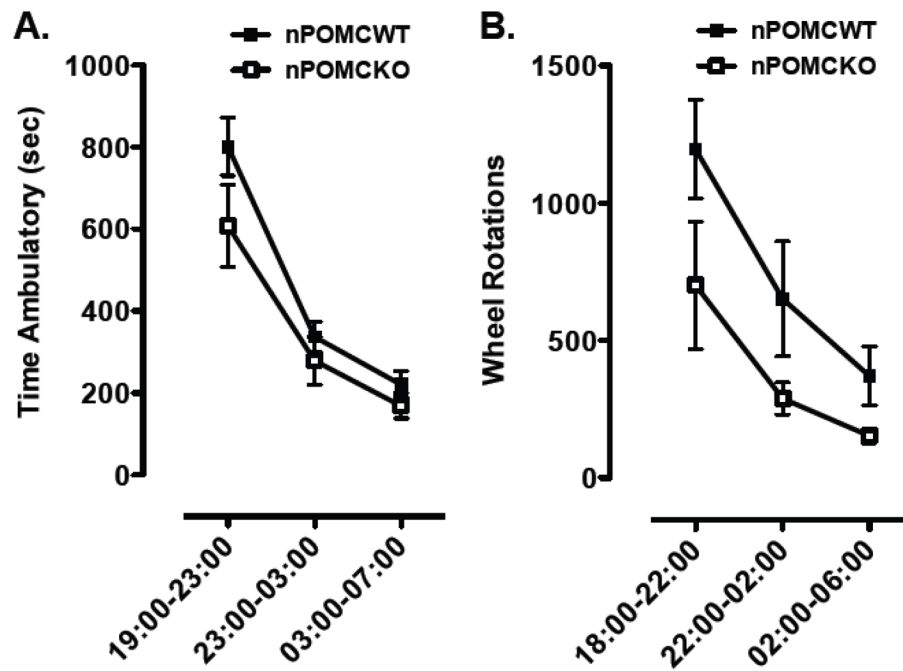 A.
nPOMCWT
nPOMCKO
Time Ambulatory (sec)
1000
800
600
400
200
0
19:00-23:00
23:00-03:00
03:00-07:00
B.
nPOMCWT
nPOMCKO
Wheel Rotations
1500
1000
500
0
18:00-22:00
22:00-02:00
02:00-06:00